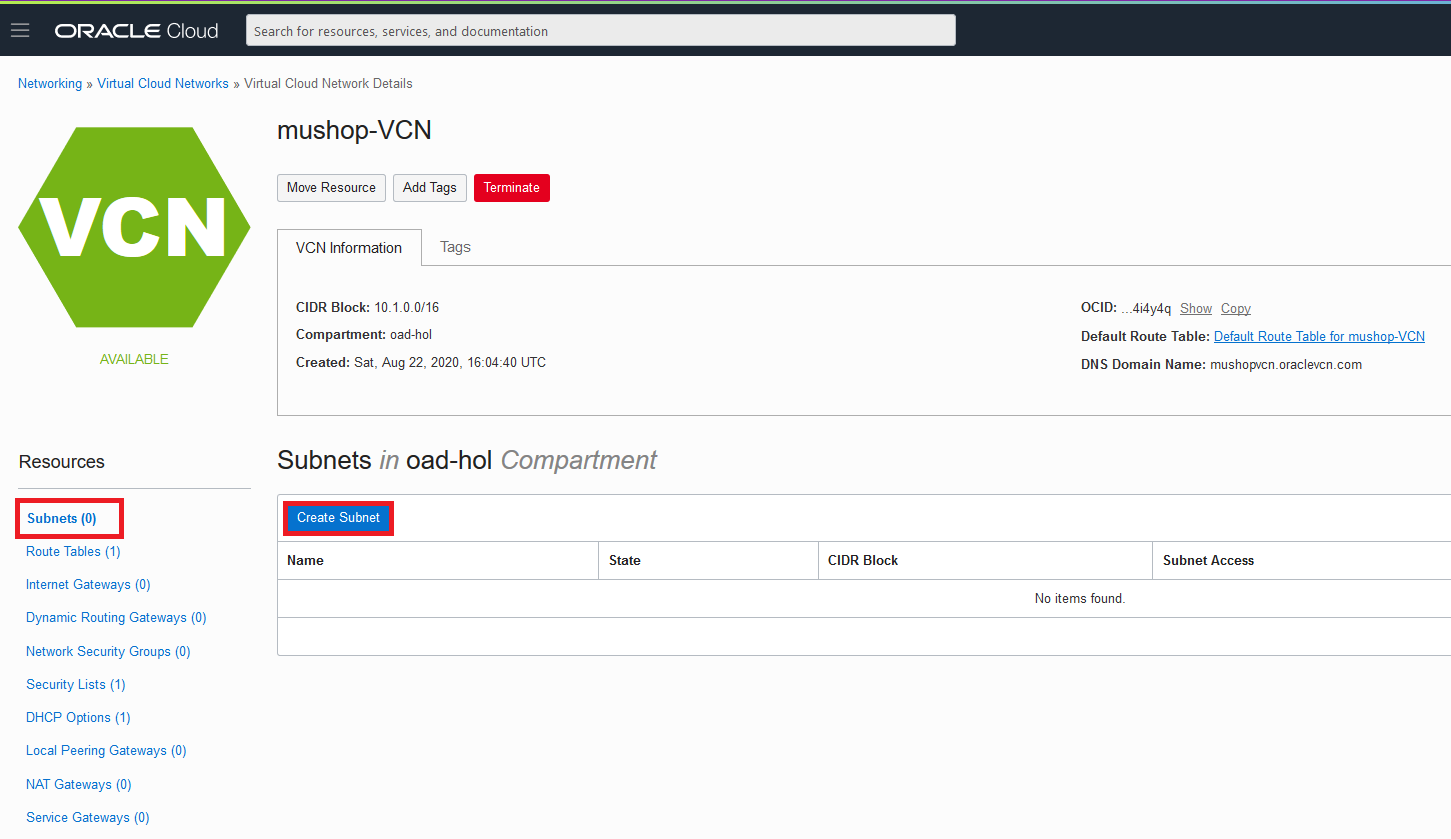 ORACLE Cloud
Search for resources, services, and documentation
Networking » Virtual Cloud Networks » Virtual Cloud Network Details
VCN
AVAILABLE
mushop-VCN
Move Resource Add Tags Terminate
VCN Information Tags
CIDR Block: 10.1.0.0/16
Compartment: oad-hol
Created: Sat, Aug 22, 2020, 16:04:40 UTC
OCID: ...4i4y4q Show Copy
Default Route Table: Default Route Table for mushop-VCN
DNS Domain Name: mushopvcn.oraclevcn.com
Resources
Subnets (0)
Route Tables (1)
Internet Gateways (0)
Dynamic Routing Gateways (0)
Network Security Groups (0)
Security Lists (1)
DHCP Options (1)
Local Peering Gateways (0)
NAT Gateways (0)
Service Gateways (0)
Subnets in oad-hol Compartment
Create Subnet
Name State CIDR Block Subnet Access
No items found.